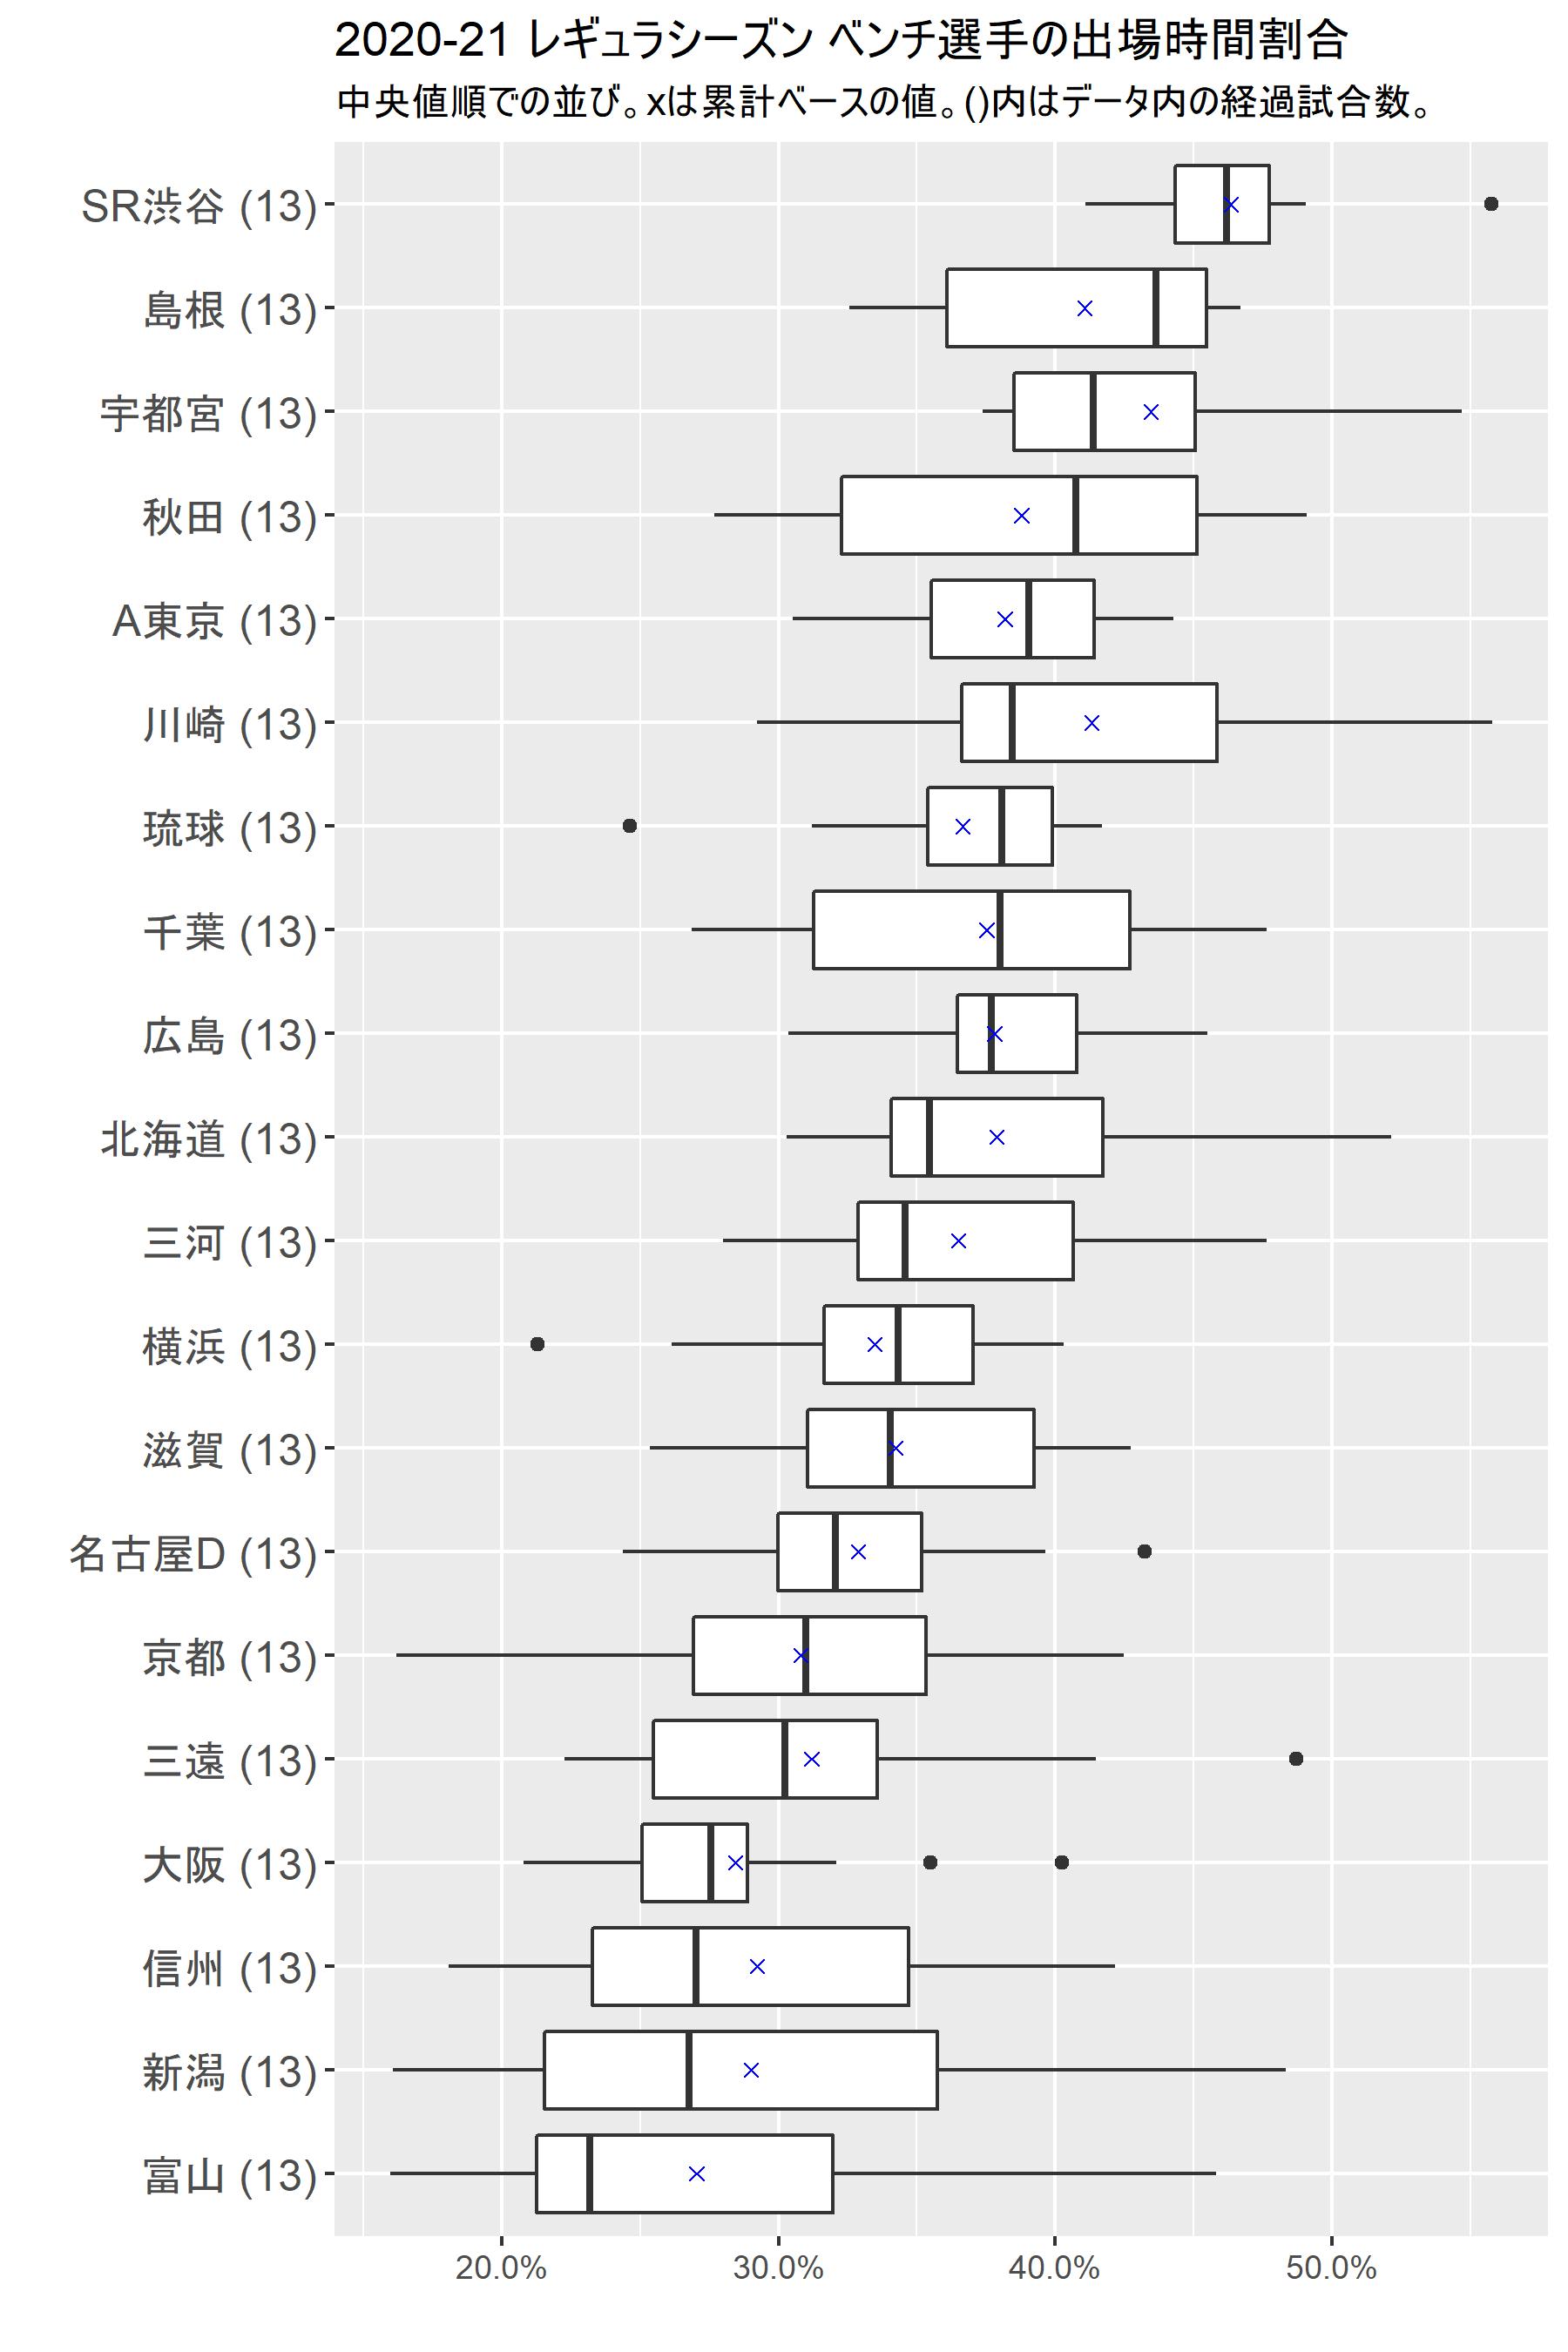 2020-21 レギュラシーズン ベンチ選手の出場時間割合
中央値順での並び。xは累計ベースの値。()内はデータ内の経過試合数。
SR渋谷 (13)
島根 (13)
宇都宮 (13)
秋田 (13)
A東京 (13)
川崎 (13)
琉球 (13)
千葉 (13)
広島 (13)
北海道 (13)
三河 (13)
横浜 (13)
滋賀 (13)
名古屋D (13)
京都 (13)
三遠 (13)
大阪 (13)
信州 (13)
新潟 (13)
富山 (13)
20.0% 30.0% 40.0% 50.0%